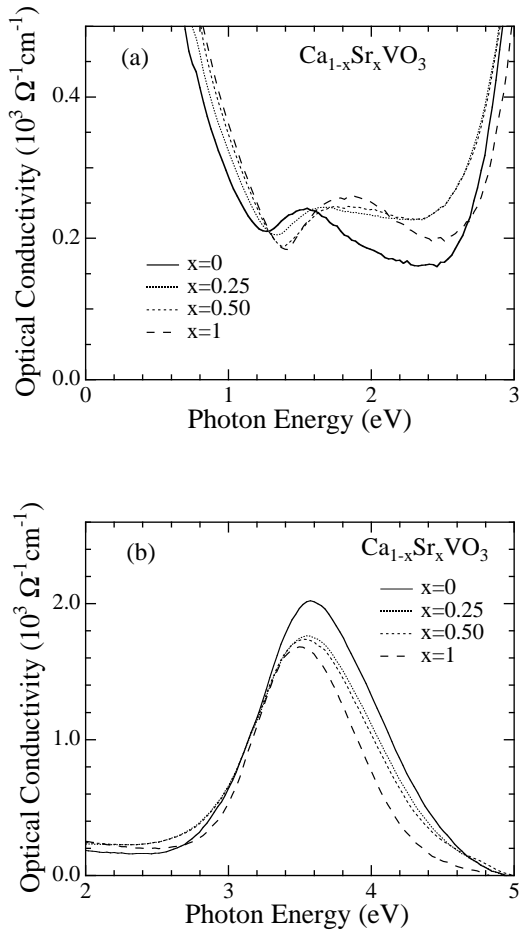 (a)
Ca1-xSrxVO3
Optical Conductivity (10³ Ω⁻¹cm⁻¹)
0.4
0.2
0.0
x=0
x=0.25
x=0.50
x=1
0 1 2 3
Photon Energy (eV)
(b)
Ca1-xSrxVO3
Optical Conductivity (10³ Ω⁻¹cm⁻¹)
2.0
1.0
0
x=0
x=0.25
x=0.50
x=1
2 3 4 5
Photon Energy (eV)